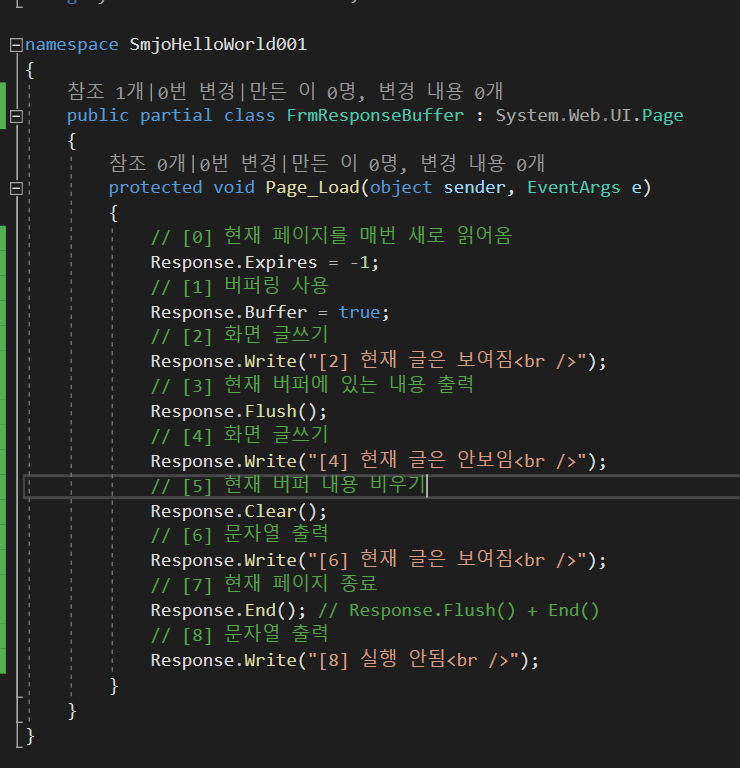 namespace SmjoHelloWorld001
{
참조 1개|0번 변경|만든 이 0명, 변경 내용 0개
public partial class FrmResponseBuffer : System.Web.UI.Page
{
참조 0개|0번 변경|만든 이 0명, 변경 내용 0개
protected void Page_Load(object sender, EventArgs e)
{
// [0] 현재 페이지를 매번 새로 읽어옴
Response.Expires = -1;
// [1] 버퍼링 사용
Response.Buffer = true;
// [2] 화면 글쓰기
Response.Write("[2] 현재 글은 보여짐<br />");
// [3] 현재 버퍼에 있는 내용 출력
Response.Flush();
// [4] 화면 글쓰기
Response.Write("[4] 현재 글은 안보임<br />");
// [5] 현재 버퍼 내용 비우기
Response.Clear();
// [6] 문자열 출력
Response.Write("[6] 현재 글은 보여짐<br />");
// [7] 현재 페이지 종료
Response.End(); // Response.Flush() + End()
// [8] 문자열 출력
Response.Write("[8] 실행 안됨<br />");
}
}
}